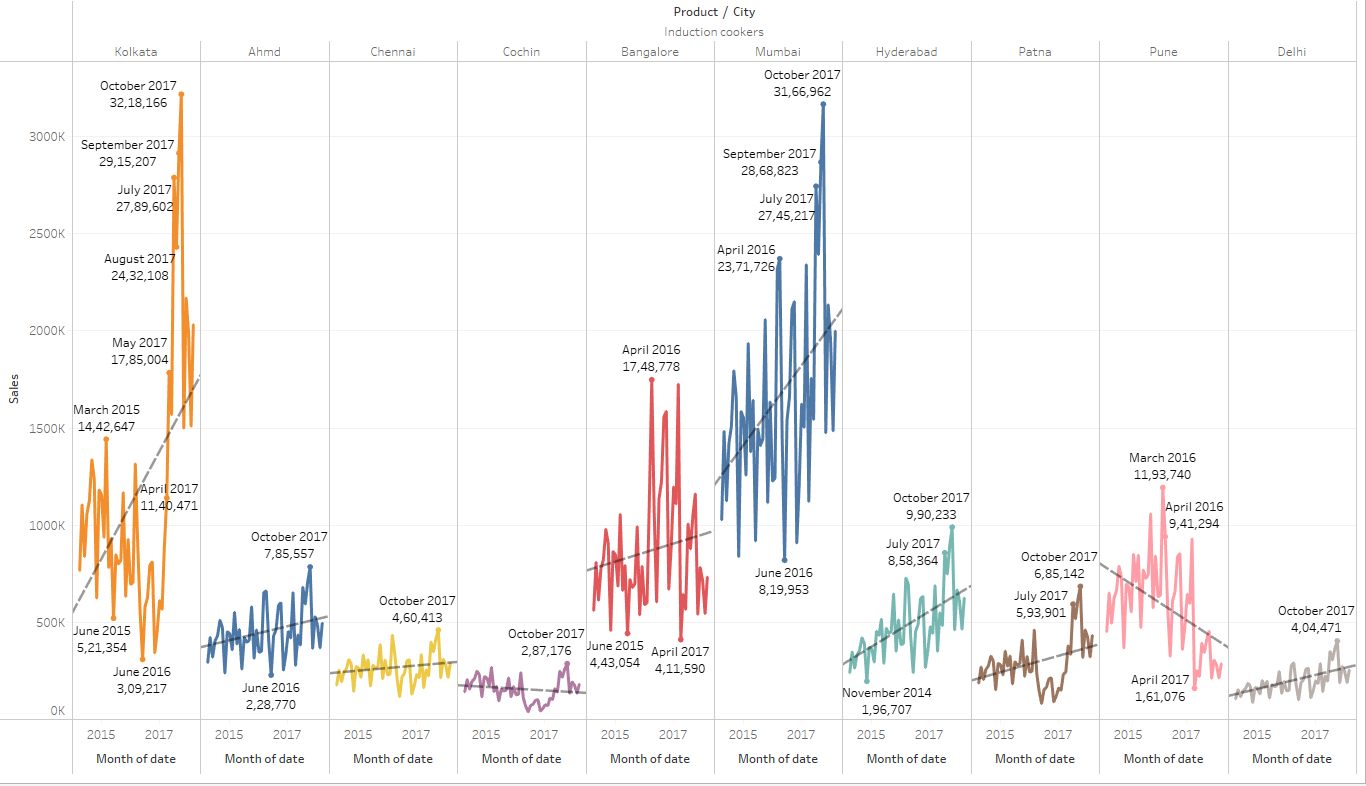 Product / City
Induction cookers
Kolkata
Ahmd
Chennai
Cochin
Bangalore
Mumbai
Hyderabad
Patna
Pune
Delhi
Sales
3000K
2500K
2000K
1500K
1000K
500K
0K
October 2017
32,18,166
September 2017
29,15,207
July 2017
27,89,602
August 2017
24,32,108
May 2017
17,85,004
March 2015
14,42,647
April 2017
11,40,471
June 2015
5,21,354
June 2016
3,09,217
October 2017
7,85,557
June 2016
2,28,770
October 2017
4,60,413
October 2017
2,87,176
April 2016
17,48,778
June 2015
4,43,054
April 2017
4,11,590
October 2017
31,66,962
September 2017
28,68,823
July 2017
27,45,217
April 2016
23,71,726
June 2016
8,19,953
October 2017
9,90,233
July 2017
8,58,364
November 2014
1,96,707
October 2017
6,85,142
July 2017
5,93,901
March 2016
11,93,740
April 2016
9,41,294
April 2017
1,61,076
October 2017
4,04,471
2015 2017
2015 2017
2015 2017
2015 2017
2015 2017
2015 2017
2015 2017
2015 2017
2015 2017
2015 2017
Month of date
Month of date
Month of date
Month of date
Month of date
Month of date
Month of date
Month of date
Month of date
Month of date